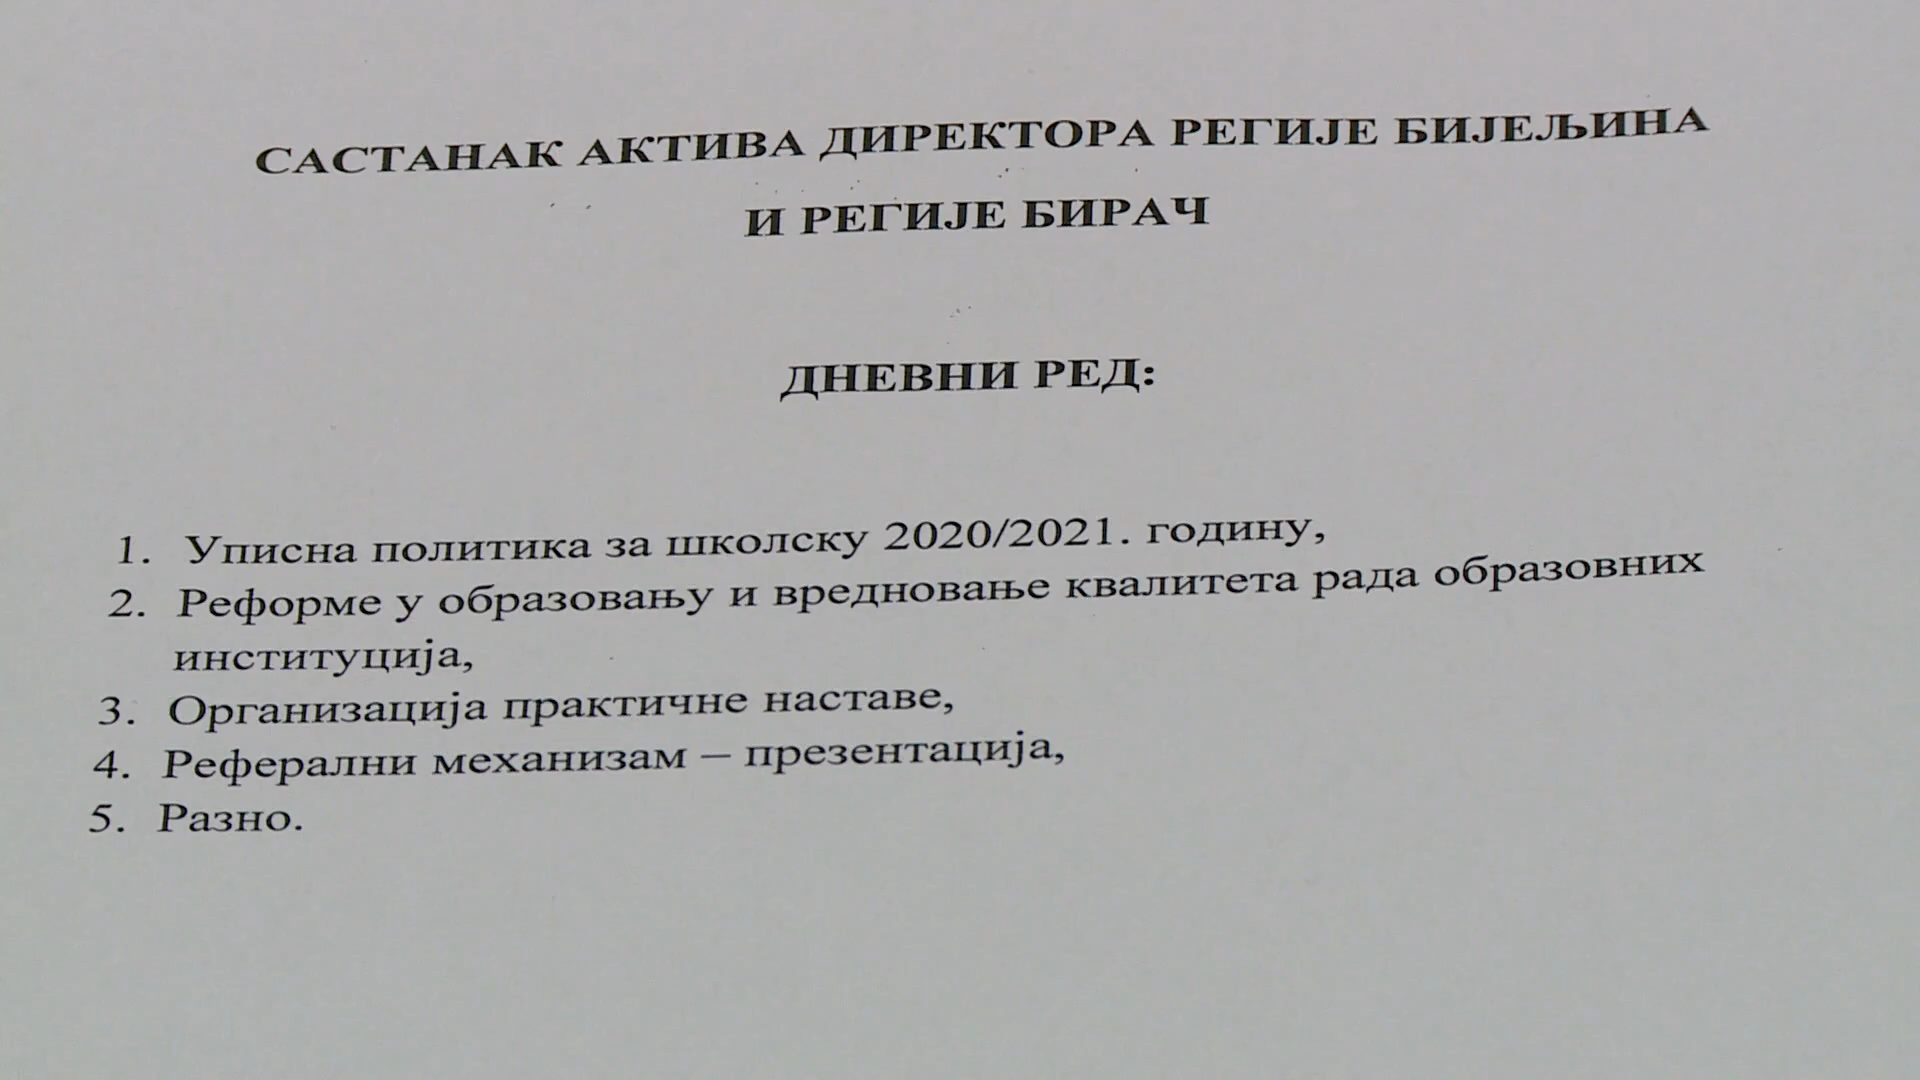 САСТАНАК АКТИВА ДИРЕКТОРА РЕГИЈЕ БИЈЕЉИНА
И РЕГИЈЕ БИРАЧ
ДНЕВНИ РЕД:
1. Уписна политика за школску 2020/2021. годину,
2. Реформе у образовању и вредновање квалитета рада образовних
институција,
3. Организација практичне наставе,
4. Реферални механизам – презентација,
5. Разно.